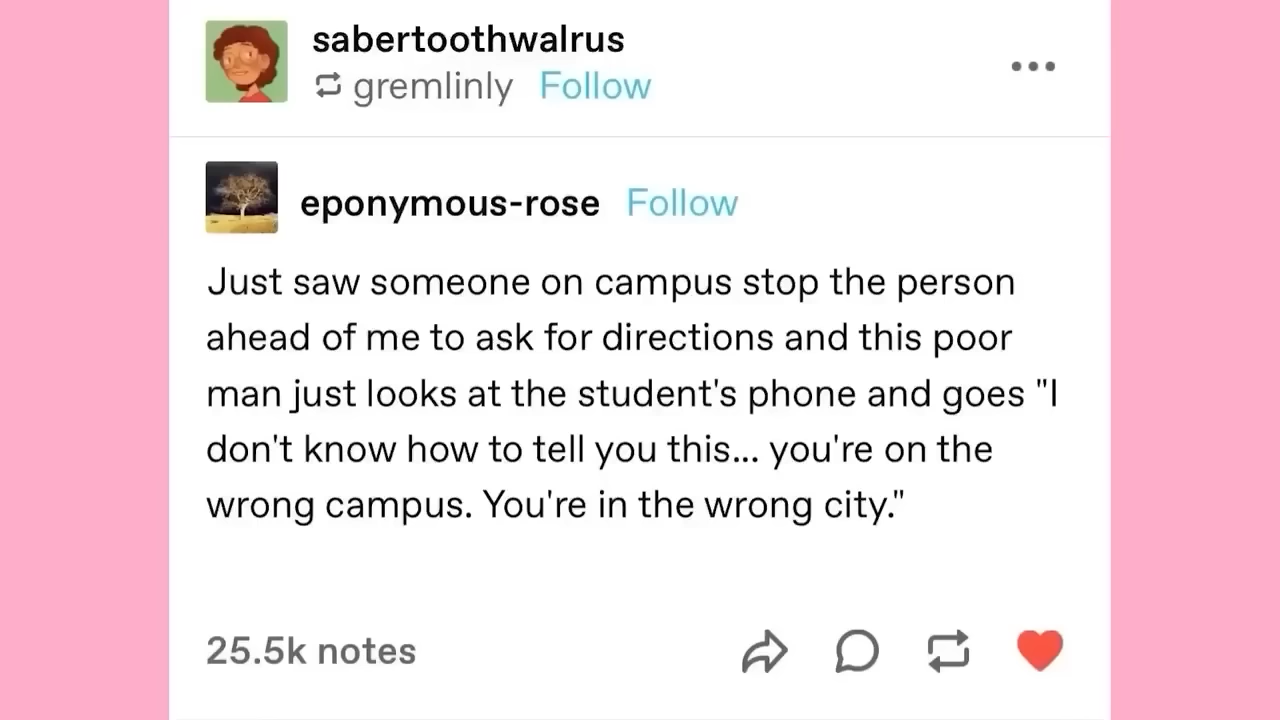 sabertoothwalrus
gremlinly Follow
eponymous-rose Follow
Just saw someone on campus stop the person
ahead of me to ask for directions and this poor
man just looks at the student's phone and goes "I
don't know how to tell you this... you're on the
wrong campus. You're in the wrong city."
25.5k notes